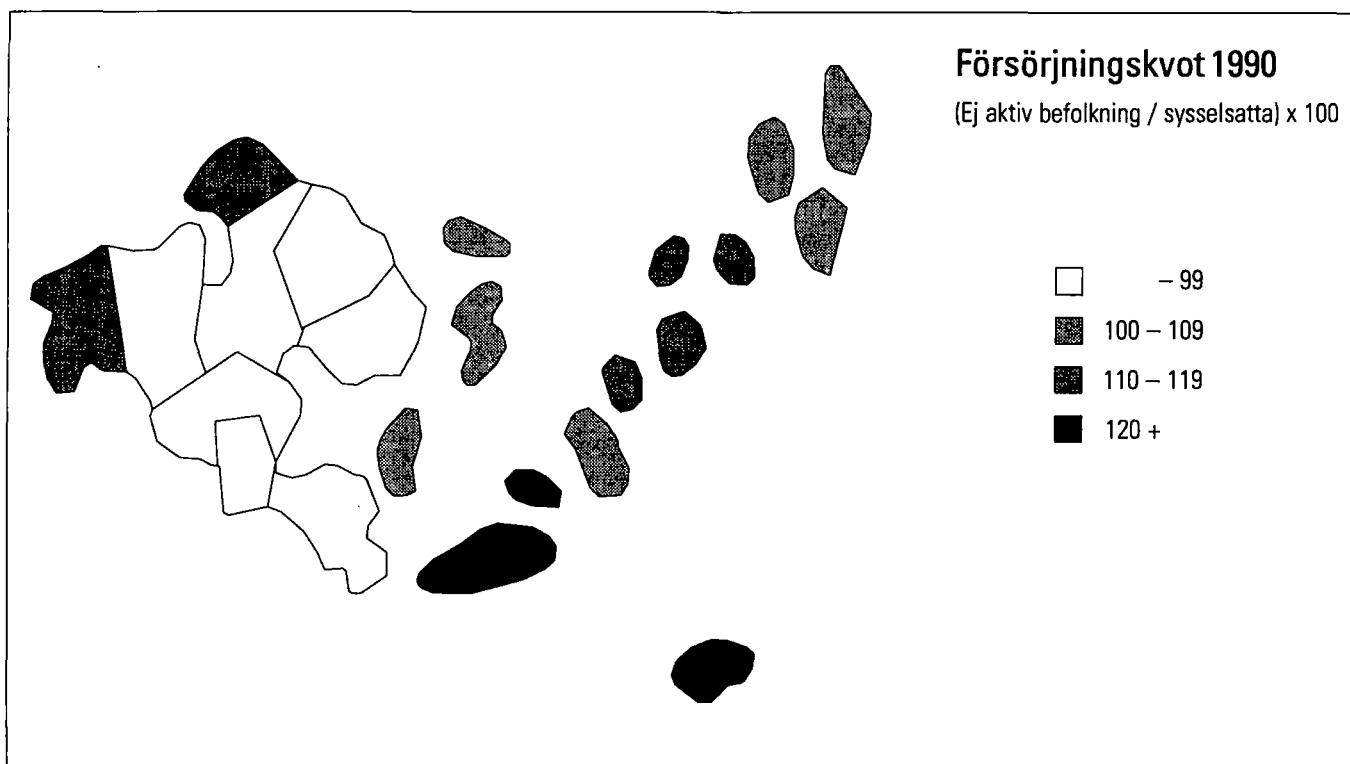 Försörjningskvot 1990
(Ej aktiv befolkning / sysselsatta) x 100
– 99
100 – 109
110 – 119
120 +